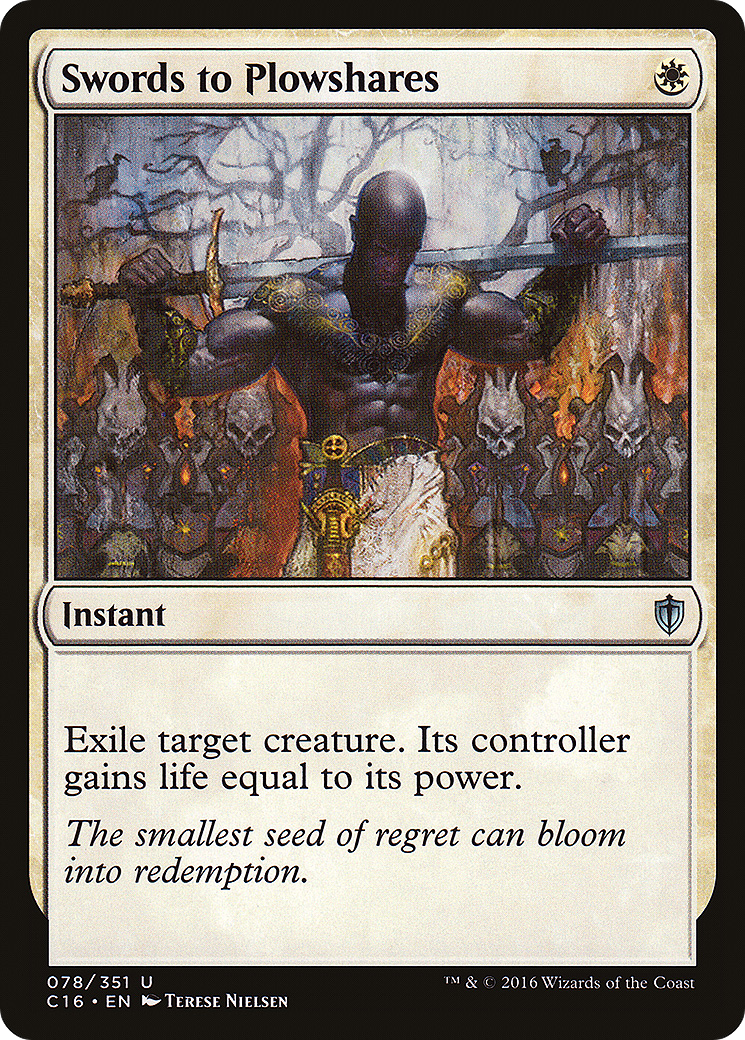 Swords to Plowshares
Instant
Exile target creature. Its controller
gains life equal to its power.
The smallest seed of regret can bloom
into redemption.
078/351 U
™ & © 2016 Wizards of the Coast
C16 • EN Terese Nielsen